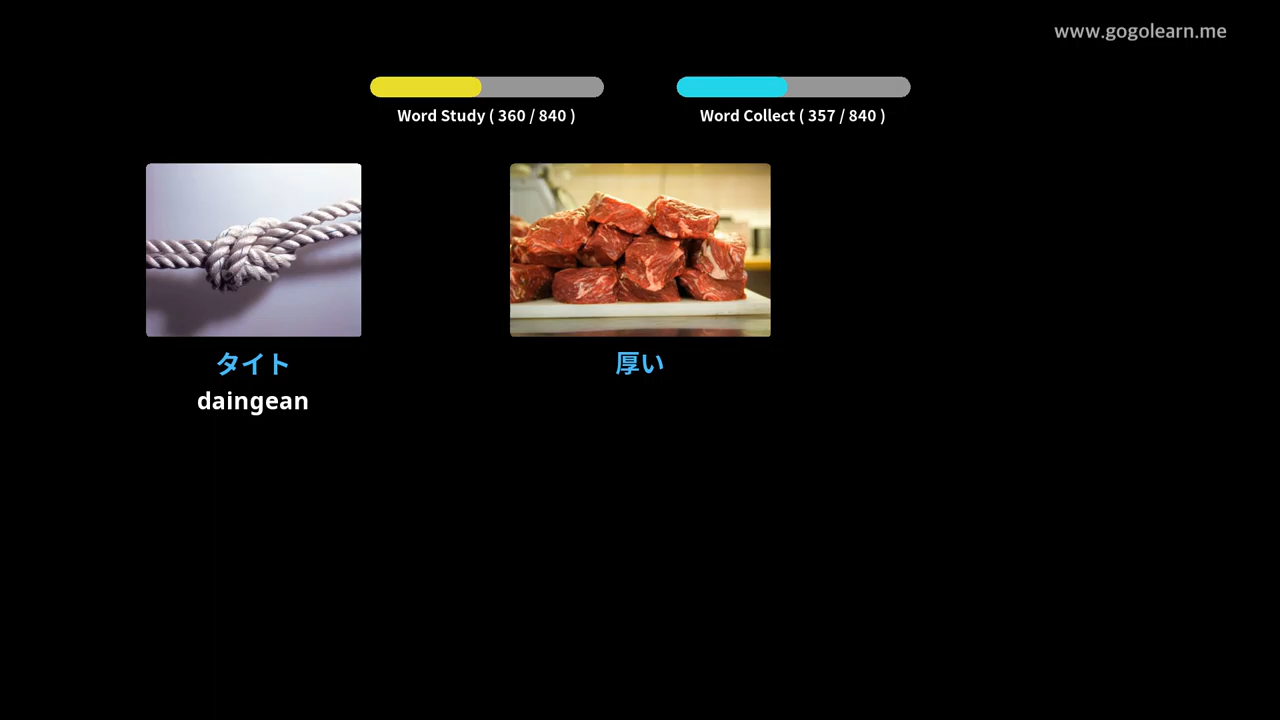 www.gogolearn.me
Word Study ( 360 / 840 )
Word Collect ( 357 / 840 )
タイト
daingean
厚い